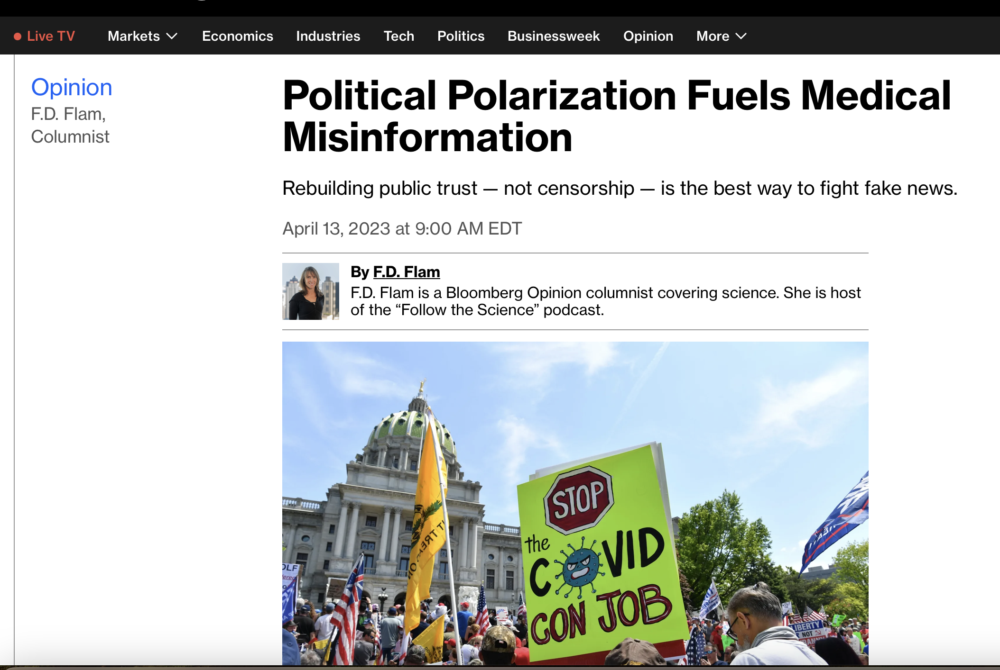 Live TV
Markets
Economics
Industries
Tech
Politics
Businessweek
Opinion
More
Opinion
F.D. Flam,
Columnist
Political Polarization Fuels Medical
Misinformation
Rebuilding public trust — not censorship — is the best way to fight fake news.
April 13, 2023 at 9:00 AM EDT
By F.D. Flam
F.D. Flam is a Bloomberg Opinion columnist covering science. She is host
of the “Follow the Science” podcast.
STOP
the
COVID
CON JOB
OLF
LIBERTY
NOT